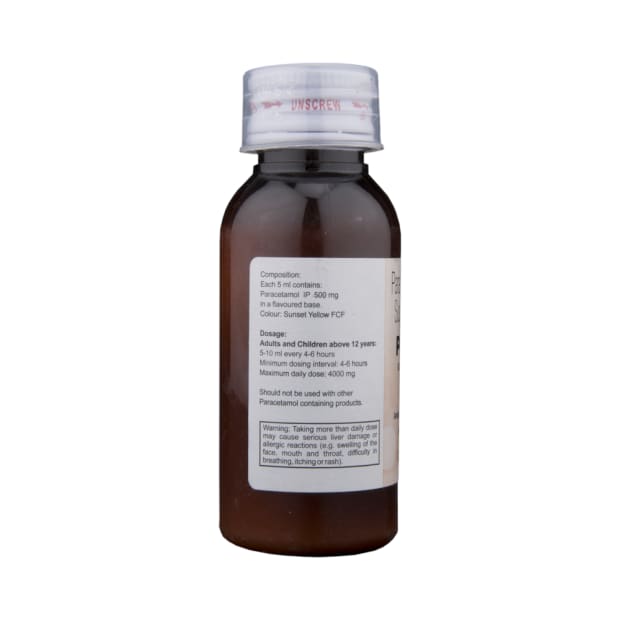 UNSCREW
Composition:
Each 5 ml contains:
Paracetamol IP 500 mg
in a flavoured base.
Colour: Sunset Yellow FCF
Dosage:
Adults and Children above 12 years:
5-10 ml every 4-6 hours
Minimum dosing interval: 4-6 hours
Maximum daily dose: 4000 mg
Should not be used with other
Paracetamol containing products.
Warning: Taking more than daily dose
may cause serious liver damage or
allergic reactions (e.g. swelling of the
face, mouth and throat, difficulty in
breathing, itching or rash).